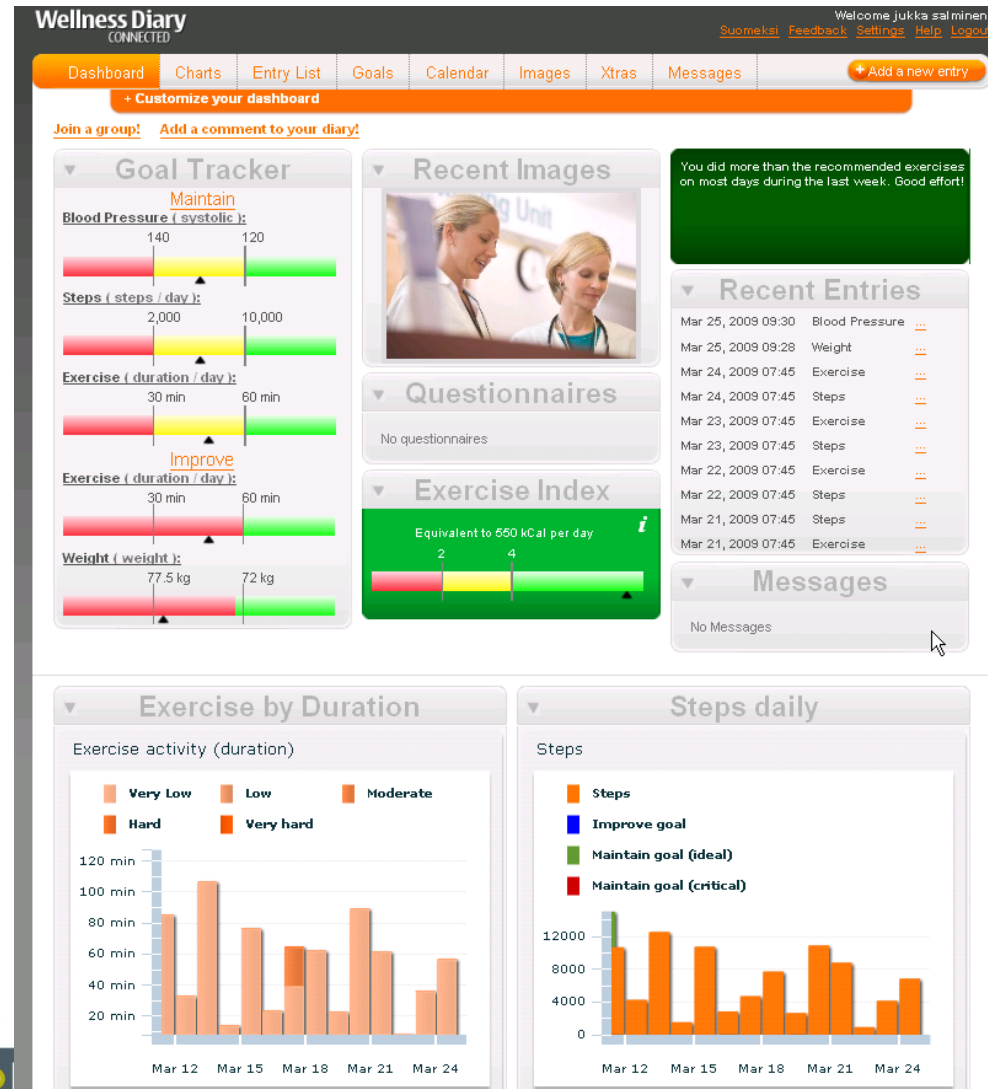 Wellness Diary
CONNECTED
Welcome jukka salminen
Suomeksi Feedback Settings Help Logout
Dashboard Charts Entry List Goals Calendar Images Xtras Messages + Add a new entry
+ Customize your dashboard
Join a group! Add a comment to your diary!
Goal Tracker
Maintain
Blood Pressure ( systolic ):
140 120
Steps ( steps / day ):
2,000 10,000
Exercise ( duration / day ):
30 min 60 min
Improve
Exercise ( duration / day ):
30 min 60 min
Weight ( weight ):
77.5 kg 72 kg
Recent Images
ng Unit
Questionnaires
No questionnaires
Exercise Index
Equivalent to 550 kCal per day i
2 4
You did more than the recommended exercises
on most days during the last week. Good effort!
Recent Entries
Mar 25, 2009 09:30 Blood Pressure ...
Mar 25, 2009 09:28 Weight ...
Mar 24, 2009 07:45 Exercise ...
Mar 24, 2009 07:45 Steps ...
Mar 23, 2009 07:45 Exercise ...
Mar 23, 2009 07:45 Steps ...
Mar 22, 2009 07:45 Exercise ...
Mar 22, 2009 07:45 Steps ...
Mar 21, 2009 07:45 Steps ...
Mar 21, 2009 07:45 Exercise ...
Messages
No Messages
Exercise by Duration
Exercise activity (duration)
Very Low Low Moderate
Hard Very hard
120 min
100 min
80 min
60 min
40 min
20 min
Mar 12 Mar 15 Mar 18 Mar 21 Mar 24
Steps daily
Steps
Steps
Improve goal
Maintain goal (ideal)
Maintain goal (critical)
12000
8000
4000
0
Mar 12 Mar 15 Mar 18 Mar 21 Mar 24